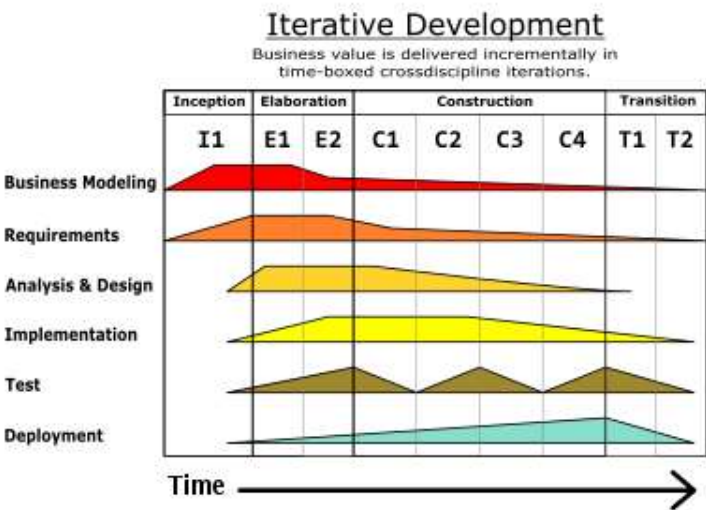 Iterative Development
Business value is delivered incrementally in
time-boxed crossdiscipline iterations.
Inception Elaboration Construction Transition
I1 E1 E2 C1 C2 C3 C4 T1 T2
Business Modeling
Requirements
Analysis & Design
Implementation
Test
Deployment
Time